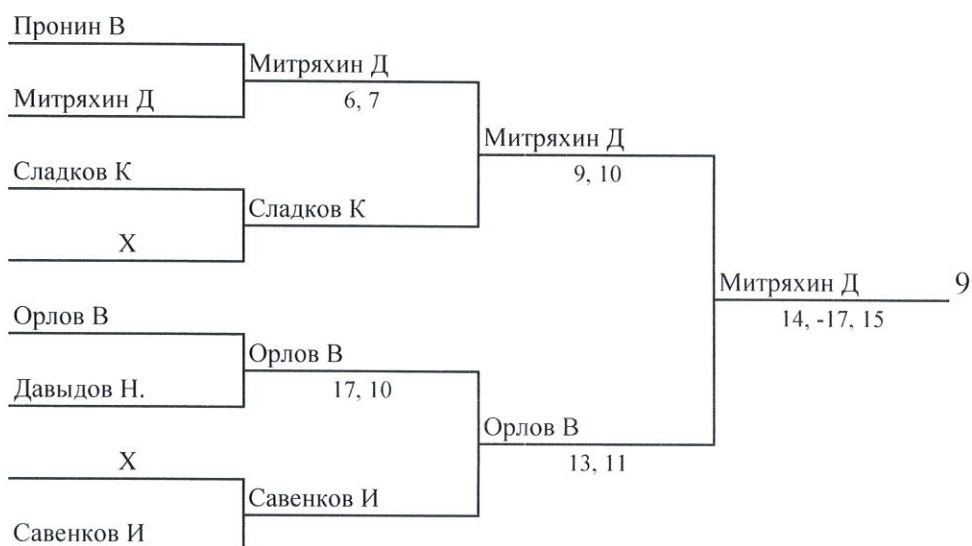 Пронин В
Митряхин Д
6, 7
Митряхин Д
Митряхин Д
9, 10
Сладков К
Сладков К
X
Митряхин Д
9
14, -17, 15
Орлов В
Орлов В
17, 10
Давыдов Н.
Орлов В
13, 11
X
Савенков И
Савенков И